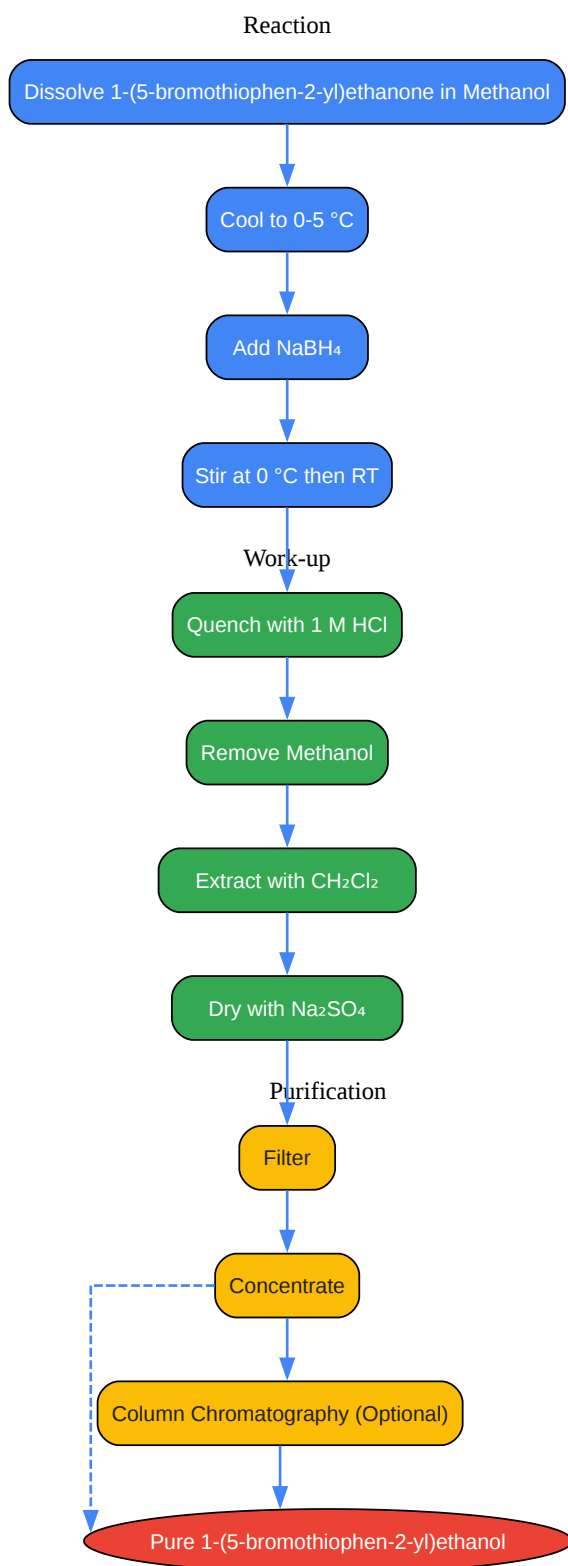 Reaction
Dissolve 1-(5-bromothiophen-2-yl)ethanone in Methanol
Cool to 0-5 °C
Add NaBH₄
Stir at 0 °C then RT
Work-up
Quench with 1 M HCl
Remove Methanol
Extract with CH₂Cl₂
Dry with Na₂SO₄
Purification
Filter
Concentrate
Column Chromatography (Optional)
Pure 1-(5-bromothiophen-2-yl)ethanol